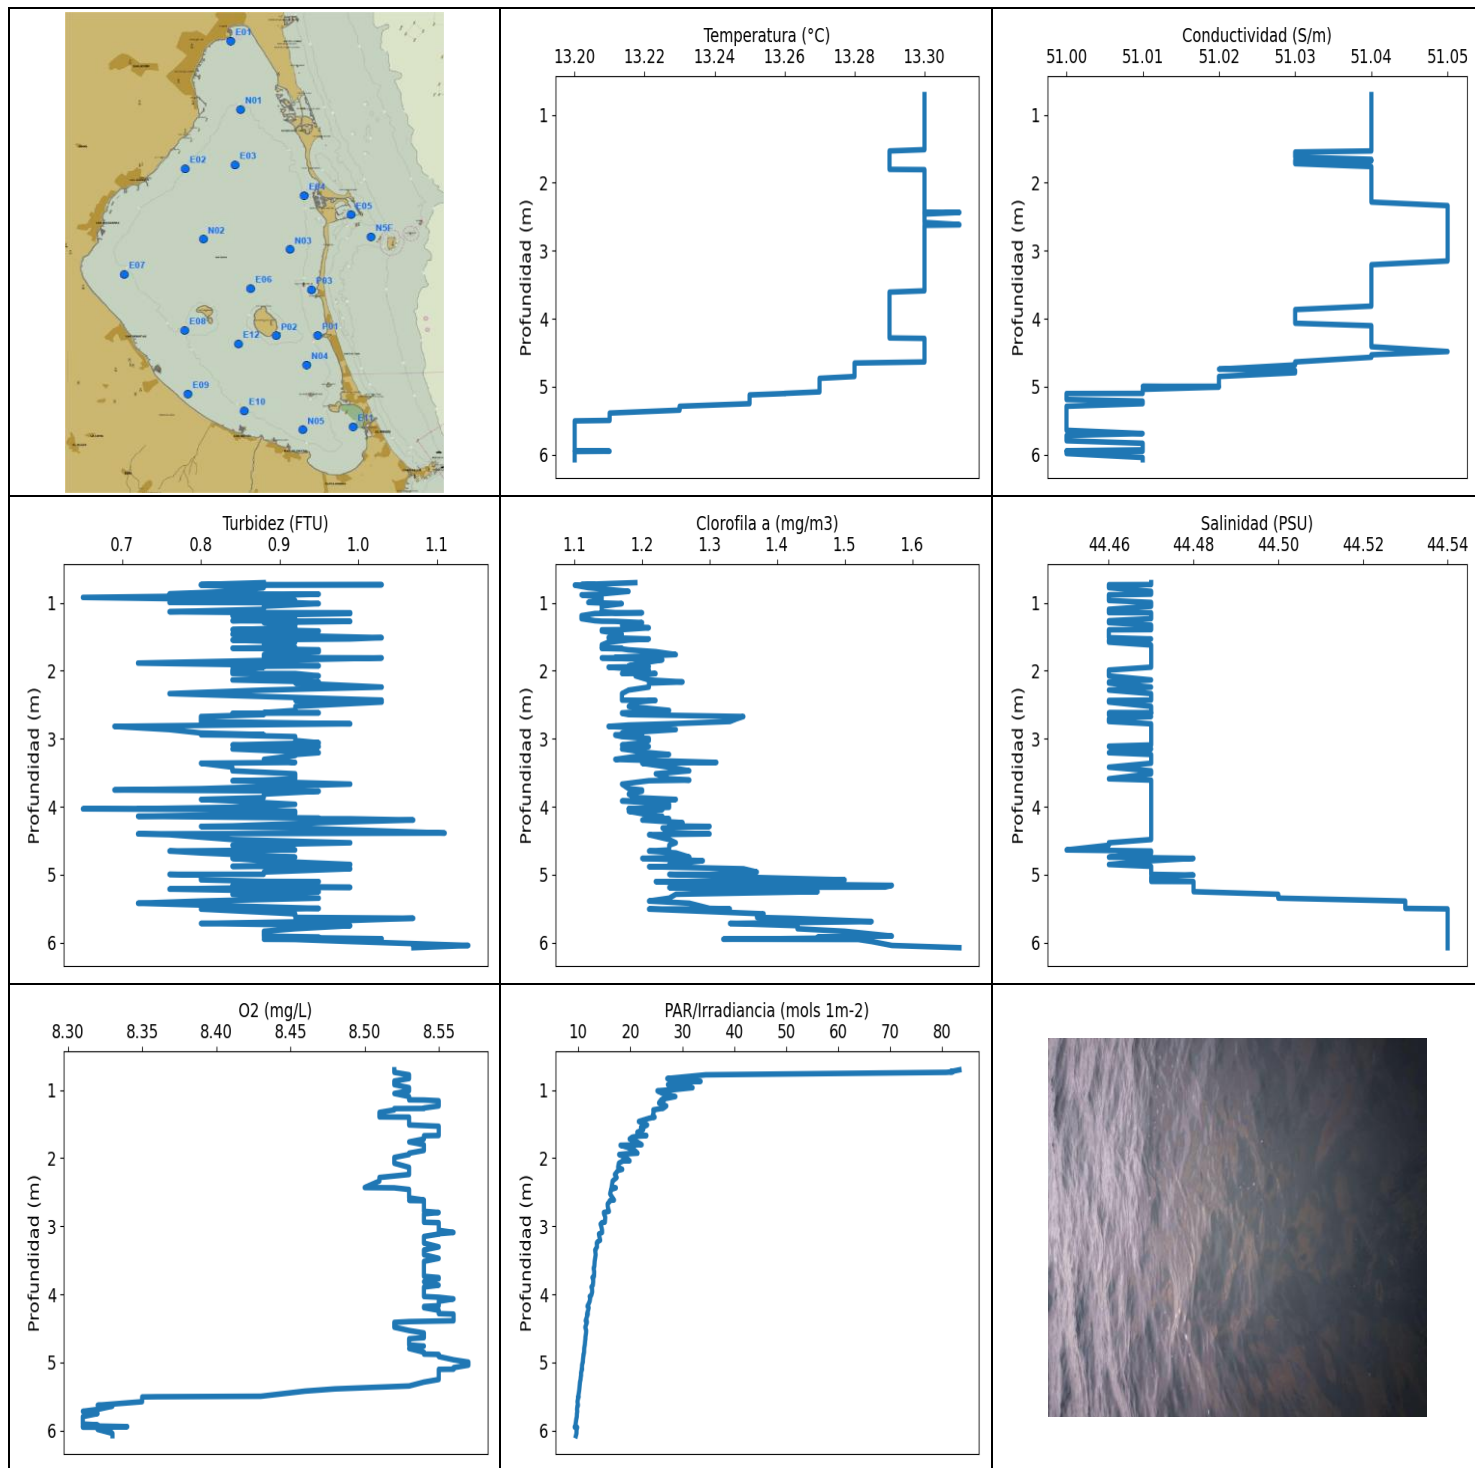 E01
N01
E02
E03
E04
E05
N5F
N02
N03
E07
E06
P03
E08
E12
P02
P01
N04
E09
E10
N05
E11
Temperatura (°C)
13.20 13.22 13.24 13.26 13.28 13.30
Profundidad (m)
1
2
3
4
5
6
Conductividad (S/m)
51.00 51.01 51.02 51.03 51.04 51.05
Profundidad (m)
1
2
3
4
5
6
Turbidez (FTU)
0.7 0.8 0.9 1.0 1.1
Profundidad (m)
1
2
3
4
5
6
Clorofila a (mg/m3)
1.1 1.2 1.3 1.4 1.5 1.6
Profundidad (m)
1
2
3
4
5
6
Salinidad (PSU)
44.46 44.48 44.50 44.52 44.54
Profundidad (m)
1
2
3
4
5
6
O2 (mg/L)
8.30 8.35 8.40 8.45 8.50 8.55
Profundidad (m)
1
2
3
4
5
6
PAR/Irradiancia (mols 1m-2)
10 20 30 40 50 60 70 80
Profundidad (m)
1
2
3
4
5
6